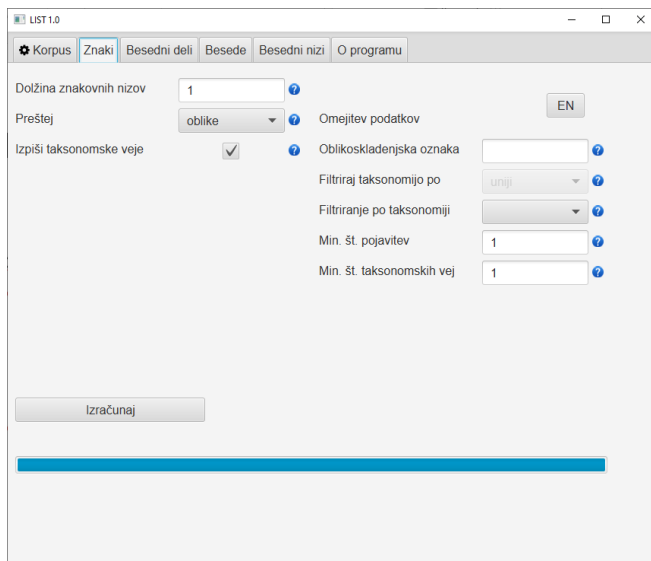 LIST 1.0
Korpus Znaki Besedni deli Besede Besedni nizi O programu
Dolžina znakovnih nizov 1
EN
Preštej oblike Omejitev podatkov
Izpiši taksonomske veje Oblikoskladenjska oznaka
Filtriraj taksonomijo po uniji
Filtriranje po taksonomiji
Min. št. pojavitev 1
Min. št. taksonomskih vej 1
Izračunaj